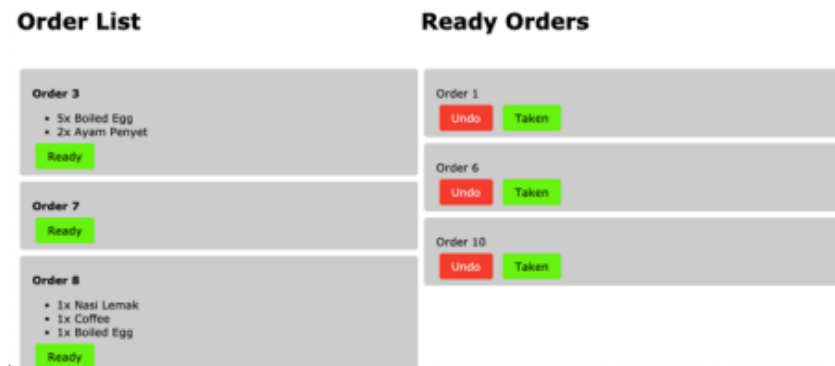 Order List
Order 3
• 5x Boiled Egg
• 2x Ayam Penyet
Ready
Order 7
Ready
Order 8
• 1x Nasi Lemak
• 1x Coffee
• 1x Boiled Egg
Ready
Ready Orders
Order 1
Undo Taken
Order 6
Undo Taken
Order 10
Undo Taken